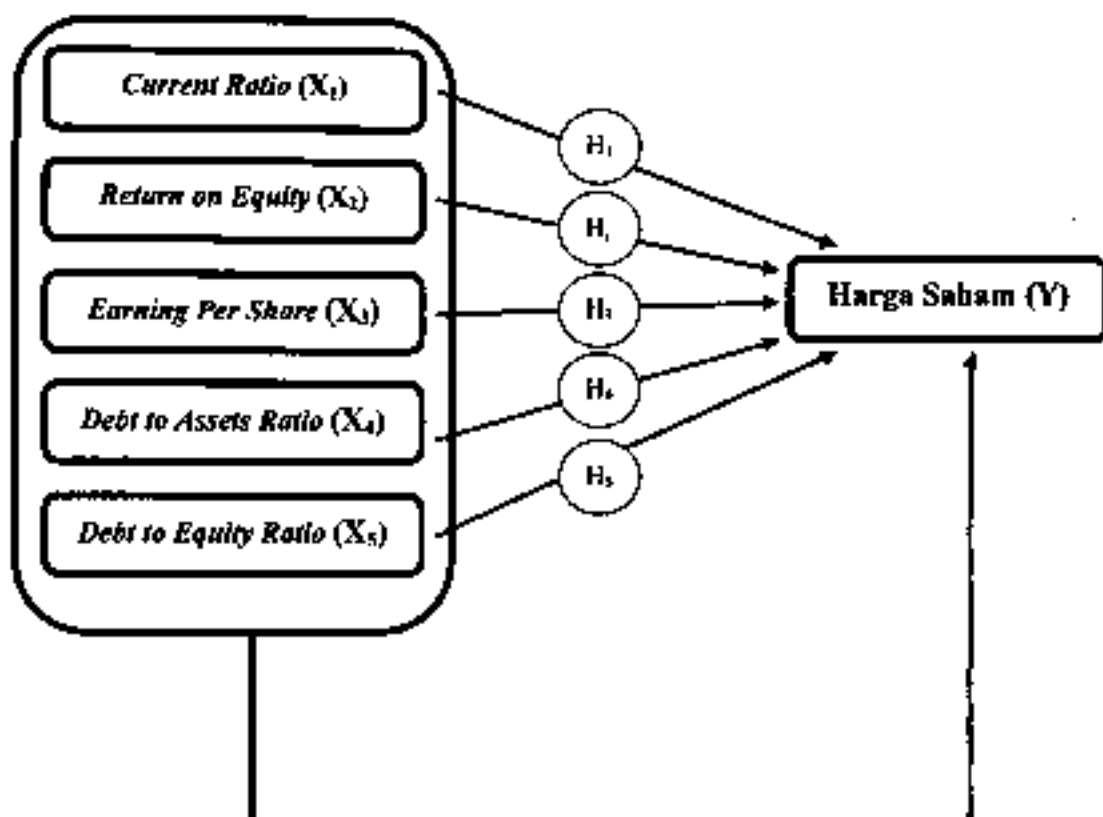 Current Ratio (X₁)
H₁
Return on Equity (X₂)
H₁
Harga Saham (Y)
Earning Per Share (X₃)
H₃
Debt to Assets Ratio (X₄)
H₄
Debt to Equity Ratio (X₅)
H₅